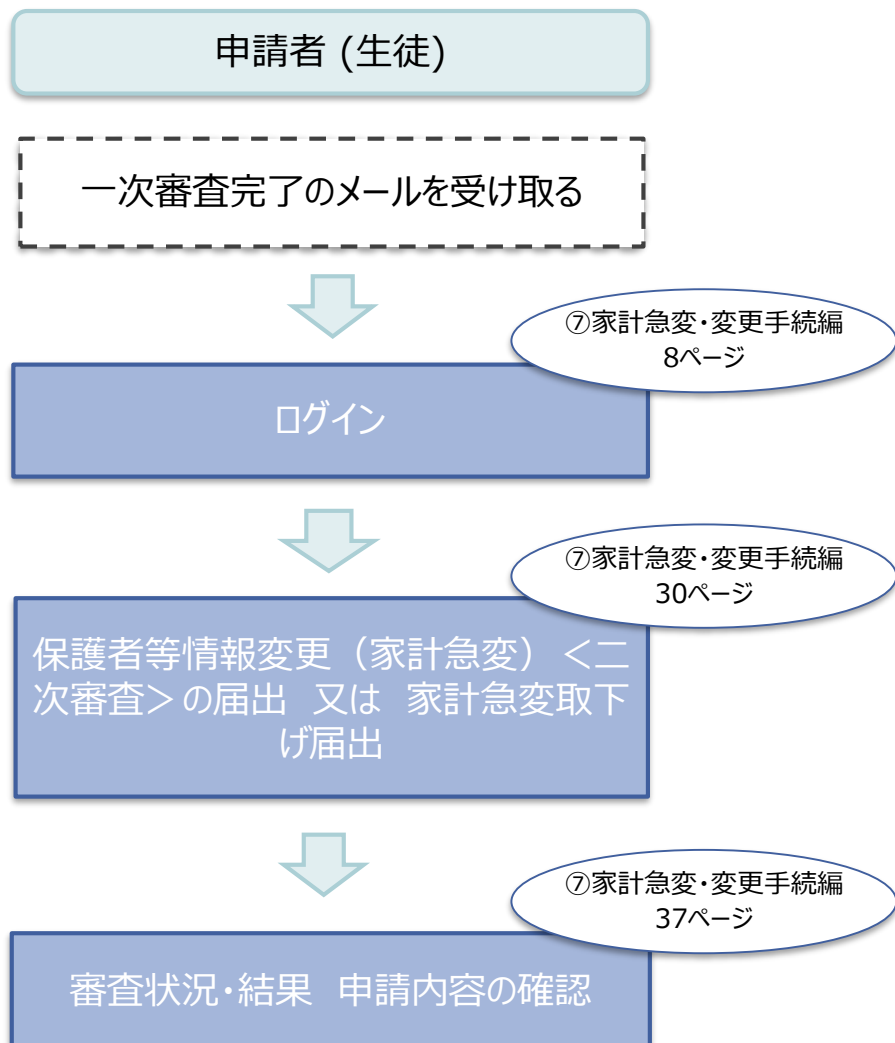 申請者 (生徒)
一次審査完了のメールを受け取る
⑦家計急変・変更手続編
8ページ
ログイン
⑦家計急変・変更手続編
30ページ
保護者等情報変更（家計急変）＜二
次審査＞の届出　又は　家計急変取下
げ届出
⑦家計急変・変更手続編
37ページ
審査状況・結果　申請内容の確認